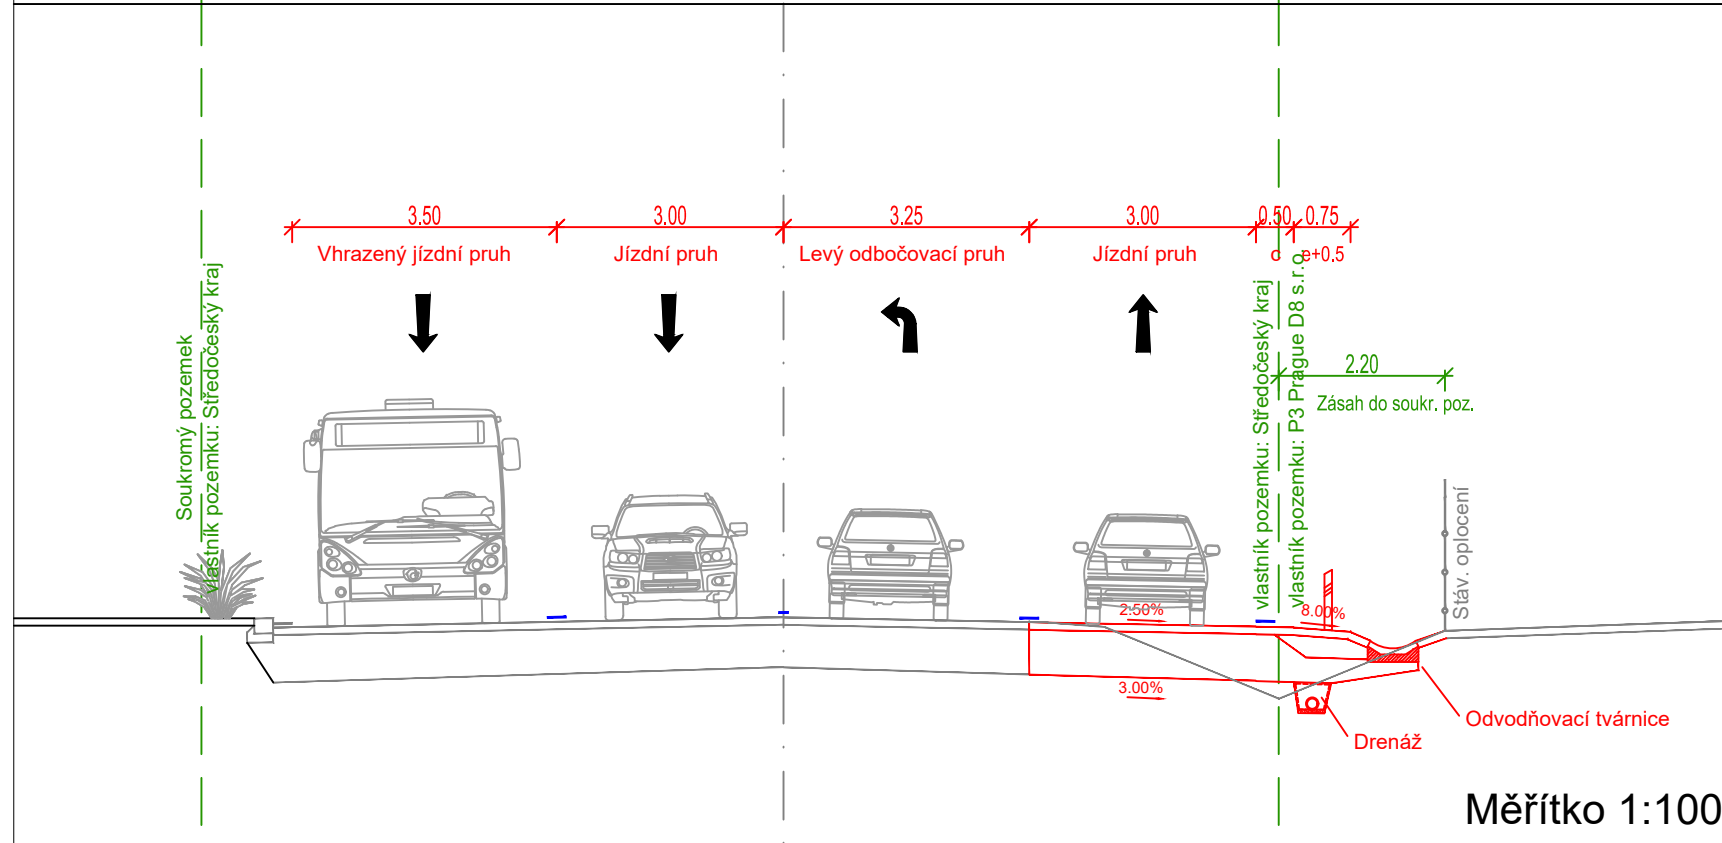 3.50
3.00
3.25
3.00
0.50
0.75
Vhrazený jízdní pruh
Jízdní pruh
Levý odbočovací pruh
Jízdní pruh
c
e+0.5
Soukromý pozemek
vlastník pozemku: Středočeský kraj
vlastník pozemku: Středočeský kraj
vlastník pozemku: P3 Prague D8 s.r.o.
2.20
Zásah do soukr. poz.
Stáv. oplocení
2.50%
8.00%
3.00%
Odvodňovací tvárnice
Drenáž
Měřítko 1:100